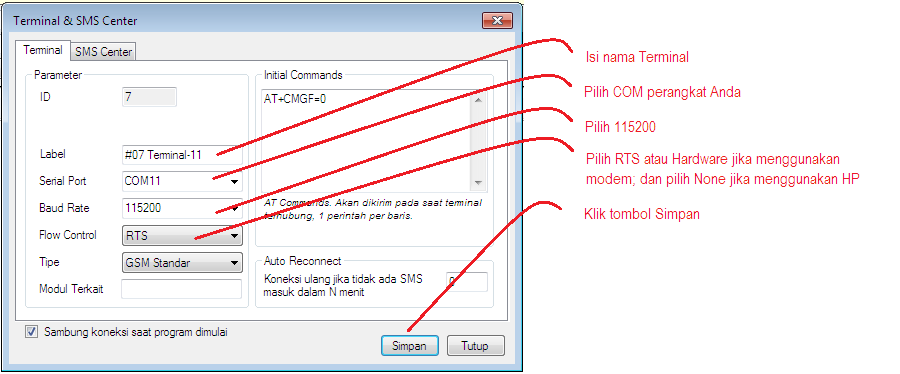 Terminal & SMS Center
Terminal
SMS Center
Parameter
ID
7
Label
#07 Terminal-11
Serial Port
COM11
Baud Rate
115200
Flow Control
RTS
Tipe
GSM Standar
Modul Terkait
Initial Commands
AT+CMGF=0
AT Commands. Akan dikirim pada saat teminal
terhubung, 1 perintah per baris.
Auto Reconnect
Koneksi ulang jika tidak ada SMS
masuk dalam N menit
0
Sambung koneksi saat program dimulai
Simpan
Tutup
Isi nama Terminal
Pilih COM perangkat Anda
Pilih 115200
Pilih RTS atau Hardware jika menggunakan
modem; dan pilih None jika menggunakan HP
Klik tombol Simpan